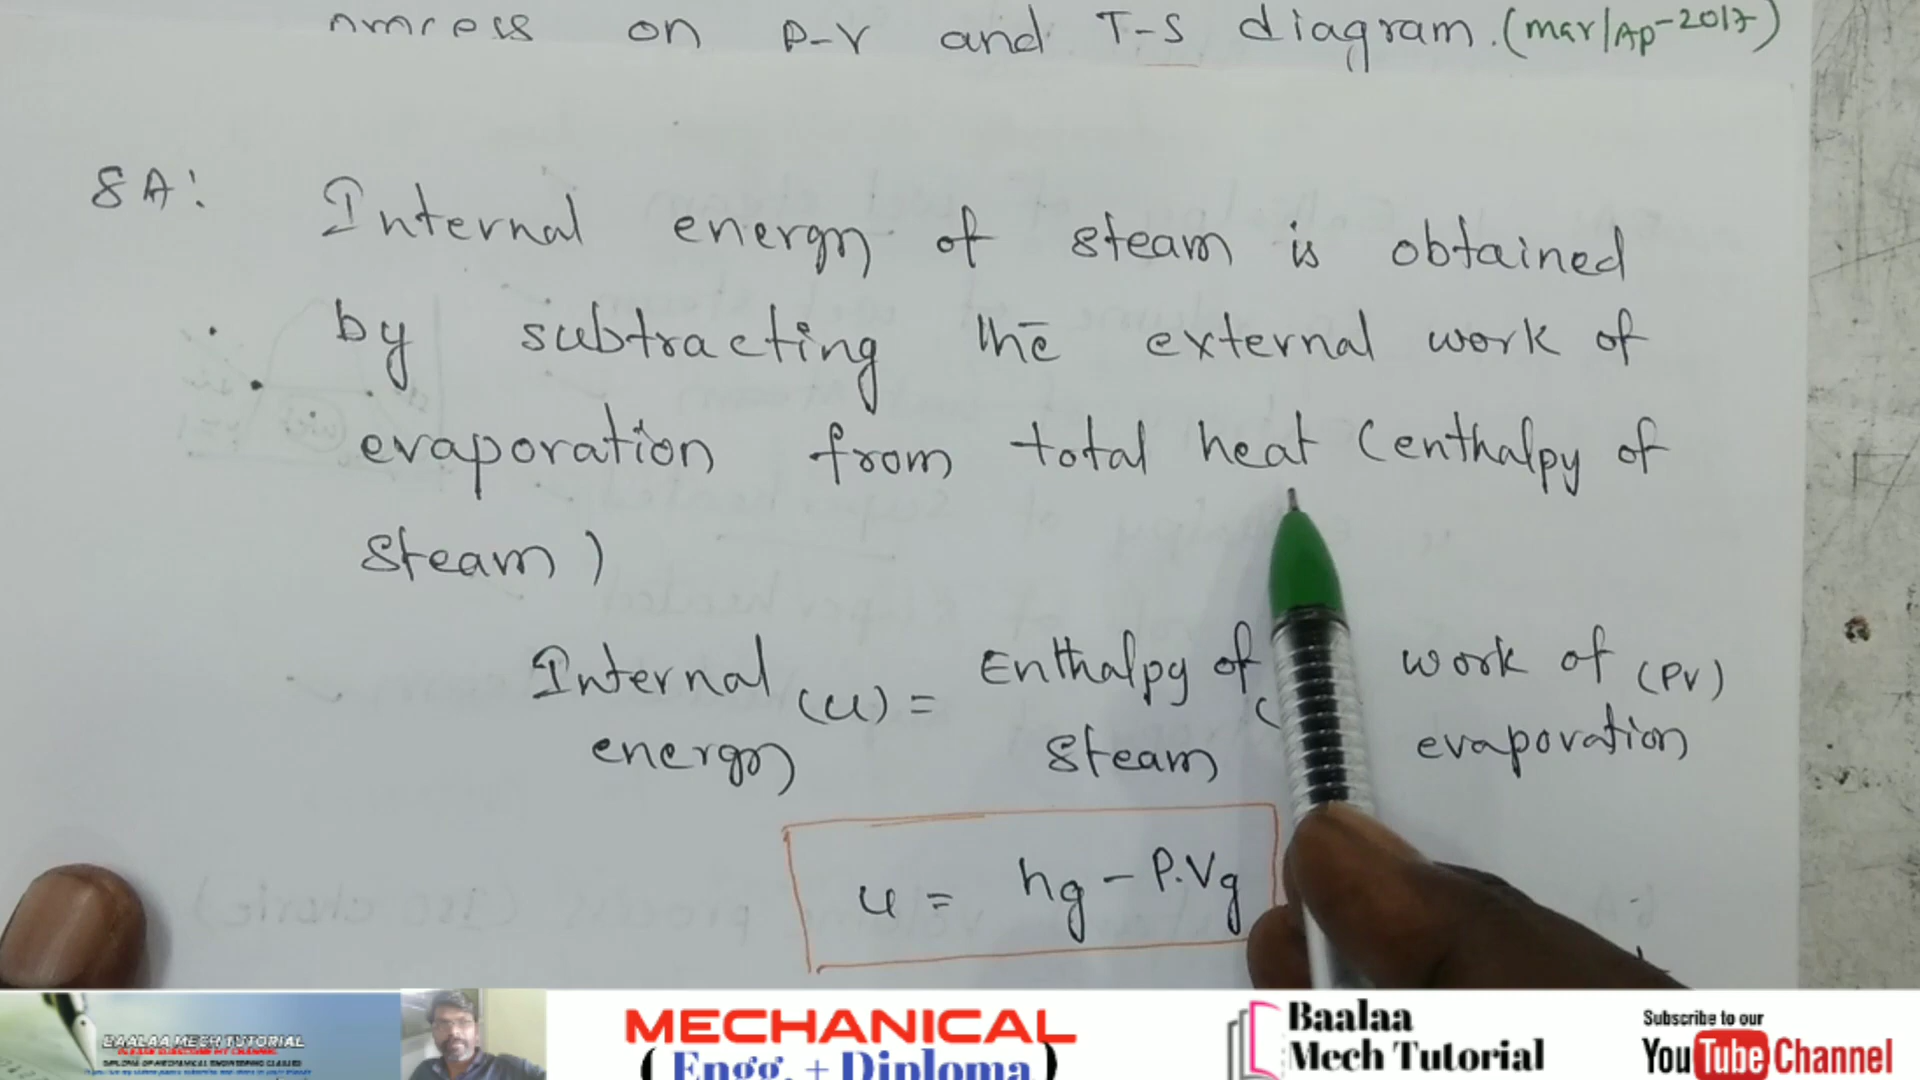 on P-V and T-S diagram. (mar/Ap-2017)
8A: Internal energy of steam is obtained
by subtracting the external work of
evaporation from total heat (enthalpy of
steam)
Internal energy (u) = Enthalpy of steam ( work of evaporation (PV)
u = hg - P.Vg
BAALAA MECH TUTORIAL
MECHANICAL
( Engg. + Diploma )
Baalaa
Mech Tutorial
Subscribe to our
YouTube Channel